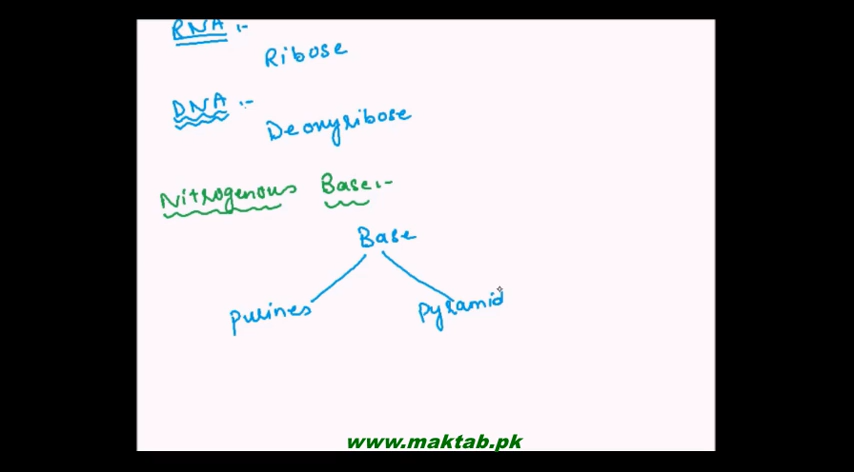 RNA :-
Ribose
DNA :-
Deoxyribose
Nitrogenous Base :-
Base
Purines Pyramid
www.maktab.pk